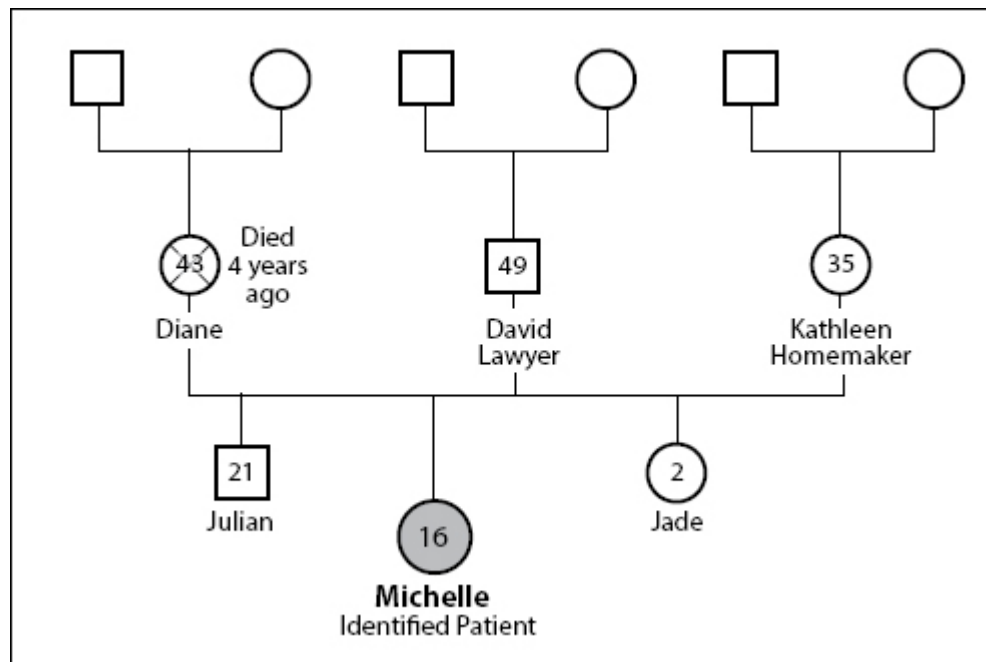 43
Died
4 years
ago
Diane
49
David
Lawyer
35
Kathleen
Homemaker
21
Julian
16
Michelle
Identified Patient
2
Jade